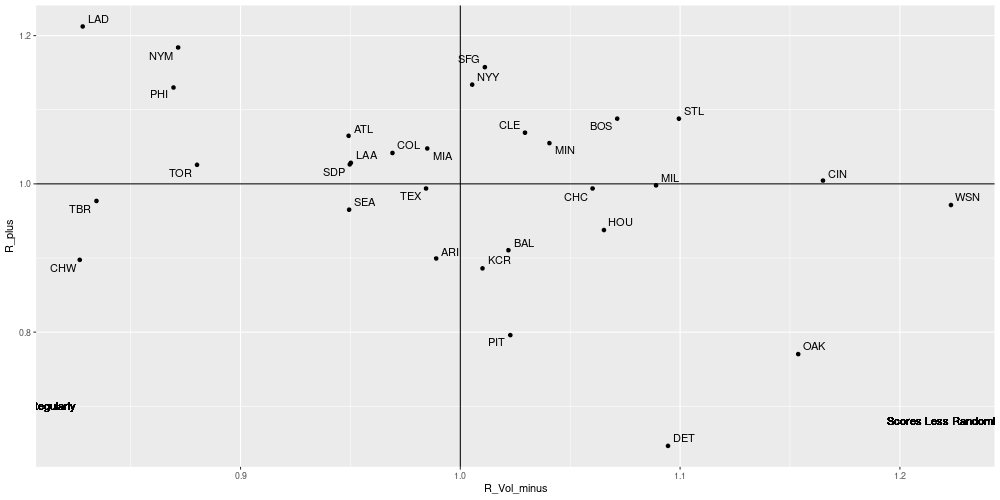 LAD
1.2
NYM
SFG
NYY
PHI
STL
CLE
BOS
ATL
COL
MIN
LAA
MIA
SDP
TOR
CIN
1.0
MIL
TEX
CHC
WSN
SEA
TBR
HOU
BAL
ARI
KCR
CHW
R_plus
0.8
PIT
OAK
Regularly
Scores Less Randoml
DET
0.9
1.0
1.1
1.2
R_Vol_minus